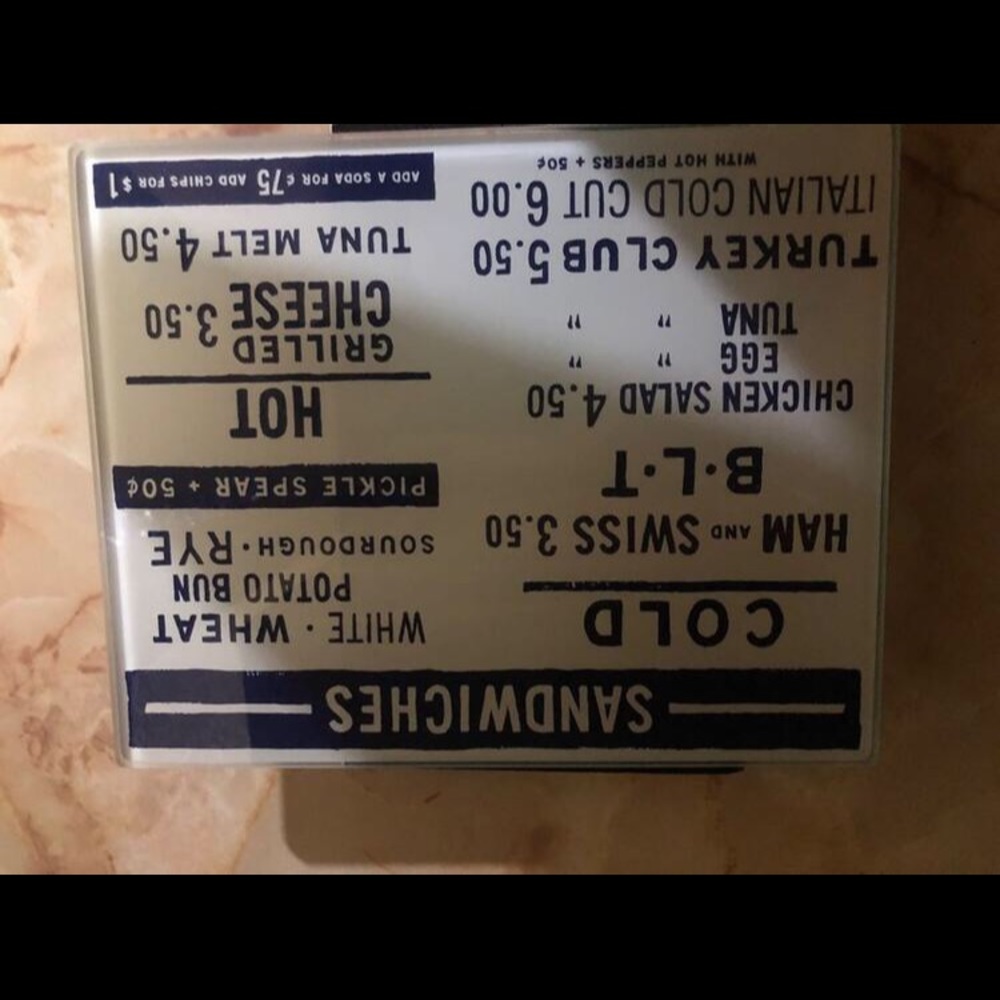 SANDWICHES
COLD
HAM AND SWISS 3.50
B·L·T
CHICKEN SALAD 4.50
EGG " "
TUNA " "
TURKEY CLUB 5.50
ITALIAN COLD CUT 6.00
WITH HOT PEPPERS + 50¢
WHITE · WHEAT
POTATO BUN
SOURDOUGH · RYE
PICKLE SPEAR + 50¢
HOT
GRILLED
CHEESE 3.50
TUNA MELT 4.50
ADD A SODA FOR ¢75 ADD CHIPS FOR $1